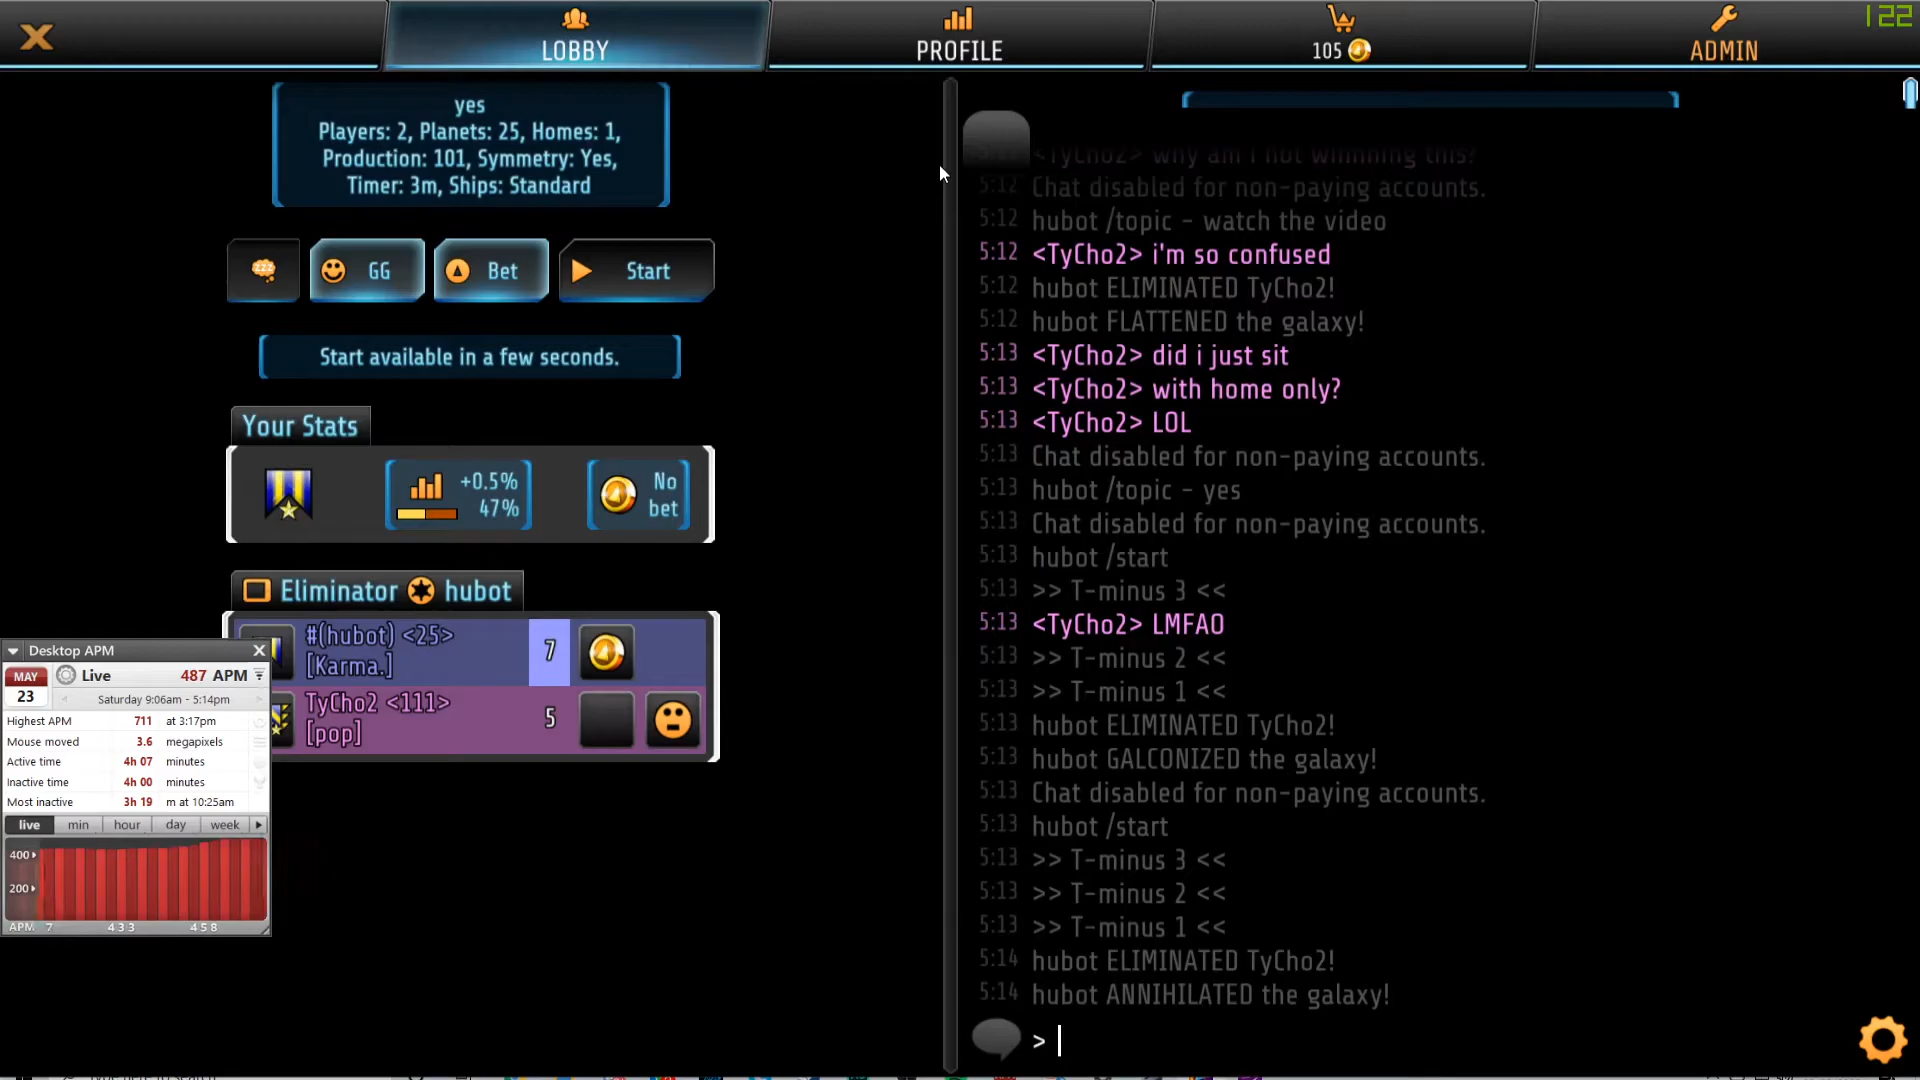 LOBBY
PROFILE
105
ADMIN
122
yes
Players: 2, Planets: 25, Homes: 1,
Production: 101, Symmetry: Yes,
Timer: 3m, Ships: Standard
zzz
GG
Bet
Start
Start available in a few seconds.
Your Stats
+0.5%
47%
No
bet
Eliminator hubot
#(hubot) <25>
[Karma.]
7
TyCho2 <111>
[pop]
5
Desktop APM
MAY
23
Live 487 APM
Saturday 9:06am - 5:14pm
Highest APM 711 at 3:17pm
Mouse moved 3.6 megapixels
Active time 4h 07 minutes
Inactive time 4h 00 minutes
Most inactive 3h 19 m at 10:25am
live min hour day week
400
200
APM 7 433 458
5:12 <TyCho2> why am i not wiinning this?
5:12 Chat disabled for non-paying accounts.
5:12 hubot /topic - watch the video
5:12 <TyCho2> i'm so confused
5:12 hubot ELIMINATED TyCho2!
5:12 hubot FLATTENED the galaxy!
5:13 <TyCho2> did i just sit
5:13 <TyCho2> with home only?
5:13 <TyCho2> LOL
5:13 Chat disabled for non-paying accounts.
5:13 hubot /topic - yes
5:13 Chat disabled for non-paying accounts.
5:13 hubot /start
5:13 >> T-minus 3 <<
5:13 <TyCho2> LMFAO
5:13 >> T-minus 2 <<
5:13 >> T-minus 1 <<
5:13 hubot ELIMINATED TyCho2!
5:13 hubot GALCONIZED the galaxy!
5:13 Chat disabled for non-paying accounts.
5:13 hubot /start
5:13 >> T-minus 3 <<
5:13 >> T-minus 2 <<
5:13 >> T-minus 1 <<
5:14 hubot ELIMINATED TyCho2!
5:14 hubot ANNIHILATED the galaxy!
>